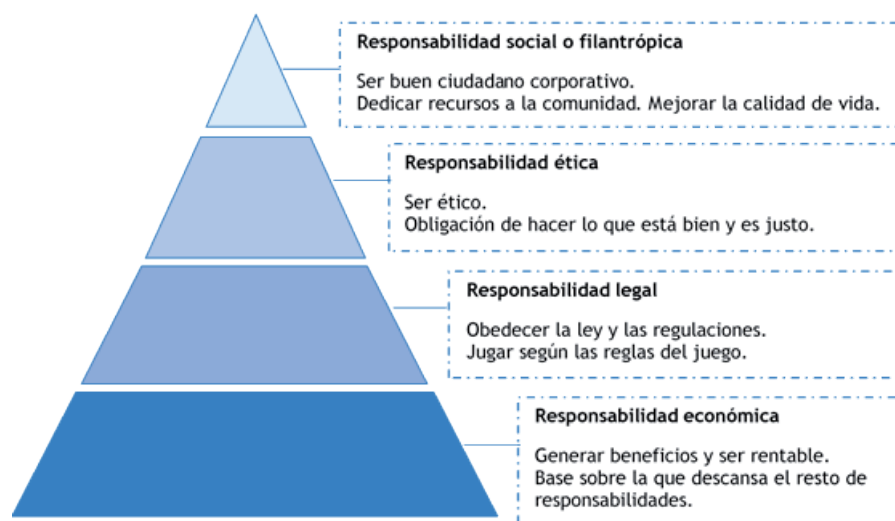 Responsabilidad social o filantrópica
Ser buen ciudadano corporativo.
Dedicar recursos a la comunidad. Mejorar la calidad de vida.
Responsabilidad ética
Ser ético.
Obligación de hacer lo que está bien y es justo.
Responsabilidad legal
Obedecer la ley y las regulaciones.
Jugar según las reglas del juego.
Responsabilidad económica
Generar beneficios y ser rentable.
Base sobre la que descansa el resto de
responsabilidades.